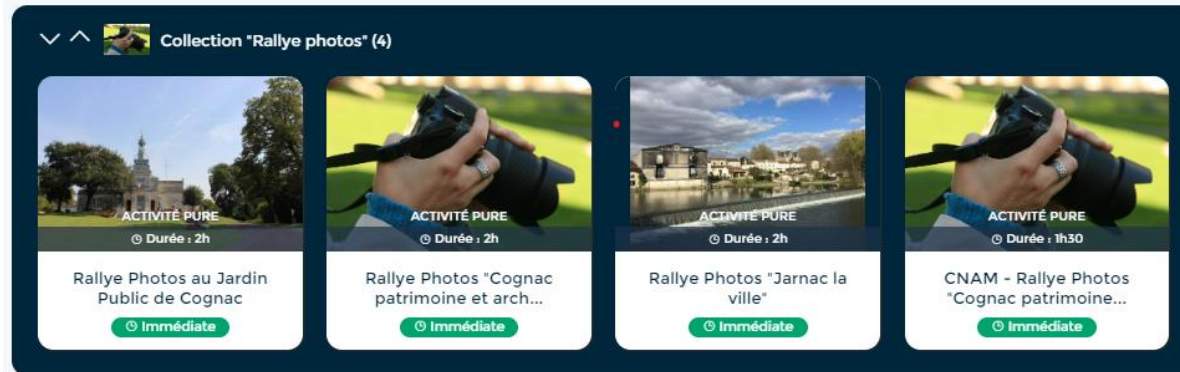 Collection "Rallye photos" (4)
ACTIVITÉ PURE
Durée : 2h
Rallye Photos au Jardin
Public de Cognac
Immédiate
ACTIVITÉ PURE
Durée : 2h
Rallye Photos "Cognac
patrimoine et arch...
Immédiate
ACTIVITÉ PURE
Durée : 2h
Rallye Photos "Jarnac la
ville"
Immédiate
ACTIVITÉ PURE
Durée : 1h30
CNAM - Rallye Photos
"Cognac patrimoine...
Immédiate